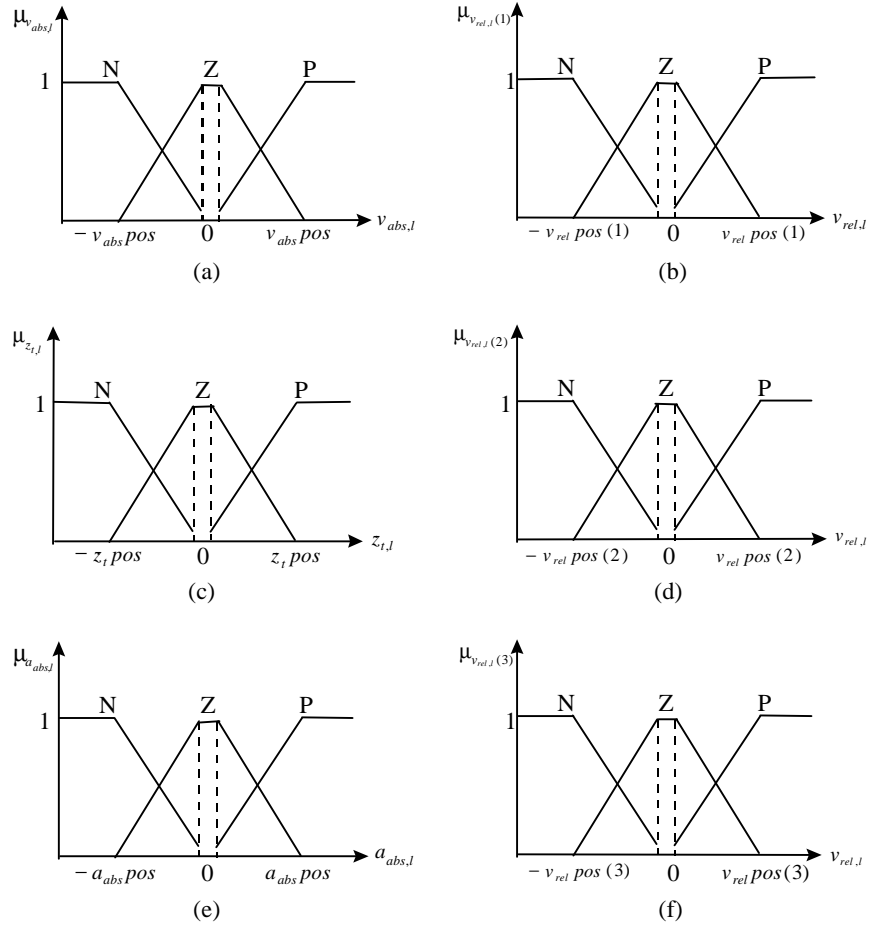 μ_{v_{abs,l}}
N Z P
1
− v_{abs} pos 0 v_{abs} pos v_{abs,l}
(a)
μ_{v_{rel,l}(1)}
N Z P
1
− v_{rel} pos (1) 0 v_{rel} pos (1) v_{rel,l}
(b)
μ_{z_{t,l}}
N Z P
1
− z_t pos 0 z_t pos z_{t,l}
(c)
μ_{v_{rel,l}(2)}
N Z P
1
− v_{rel} pos (2) 0 v_{rel} pos (2) v_{rel,l}
(d)
μ_{a_{abs,l}}
N Z P
1
− a_{abs} pos 0 a_{abs} pos a_{abs,l}
(e)
μ_{v_{rel,l}(3)}
N Z P
1
− v_{rel} pos (3) 0 v_{rel} pos (3) v_{rel,l}
(f)